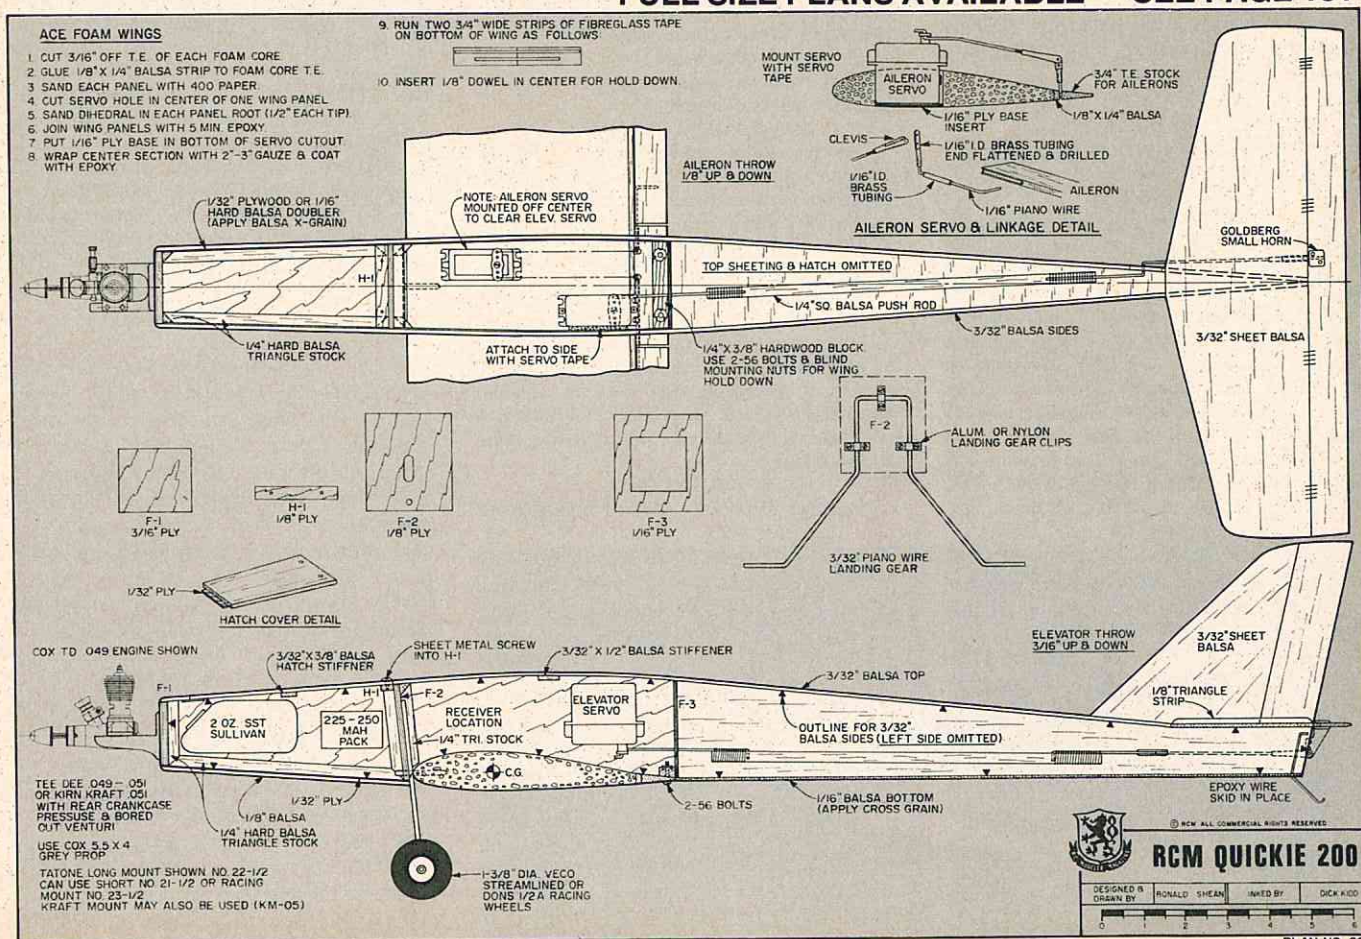 ACE FOAM WINGS
1. CUT 3/16" OFF T.E. OF EACH FOAM CORE.
2. GLUE 1/8" X 1/4" BALSA STRIP TO FOAM CORE T.E.
3. SAND EACH PANEL WITH 400 PAPER.
4. CUT SERVO HOLE IN CENTER OF ONE WING PANEL
5. SAND DIHEDRAL IN EACH PANEL ROOT (1/2" EACH TIP).
6. JOIN WING PANELS WITH 5 MIN. EPOXY.
7. PUT 1/16" PLY BASE IN BOTTOM OF SERVO CUTOUT.
8. WRAP CENTER SECTION WITH 2"-3" GAUZE & COAT
WITH EPOXY.
9. RUN TWO 3/4" WIDE STRIPS OF FIBREGLASS TAPE
ON BOTTOM OF WING AS FOLLOWS:
10. INSERT 1/8" DOWEL IN CENTER FOR HOLD DOWN.
MOUNT SERVO
WITH SERVO
TAPE
AILERON
SERVO
3/4" T.E. STOCK
FOR AILERONS
1/16" PLY BASE
INSERT
1/8" X 1/4" BALSA
CLEVIS
1/16" I.D. BRASS TUBING
END FLATTENED & DRILLED
1/16" I.D.
BRASS
TUBING
AILERON
1/16" PIANO WIRE
AILERON SERVO & LINKAGE DETAIL
AILERON THROW
1/8" UP & DOWN
1/32" PLYWOOD OR 1/16"
HARD BALSA DOUBLER
(APPLY BALSA X-GRAIN)
NOTE: AILERON SERVO
MOUNTED OFF CENTER
TO CLEAR ELEV. SERVO
H-1
TOP SHEETING & HATCH OMITTED
1/4" SQ. BALSA PUSH ROD
3/32" BALSA SIDES
GOLDBERG
SMALL HORN
3/32" SHEET BALSA
1/4" HARD BALSA
TRIANGLE STOCK
ATTACH TO SIDE
WITH SERVO TAPE
1/4" X 3/8" HARDWOOD BLOCK.
USE 2-56 BOLTS & BLIND
MOUNTING NUTS FOR WING
HOLD DOWN
F-2
ALUM. OR NYLON
LANDING GEAR CLIPS
3/32" PIANO WIRE
LANDING GEAR
F-1
3/16" PLY
H-1
1/8" PLY
F-2
1/8" PLY
F-3
1/16" PLY
1/32" PLY
HATCH COVER DETAIL
COX TD .049 ENGINE SHOWN
F-1
3/32" X 3/8" BALSA
HATCH STIFFNER
SHEET METAL SCREW
INTO H-1
3/32" X 1/2" BALSA STIFFENER
H-1
F-2
2 OZ. SST
SULLIVAN
225-250
MAH
PACK
RECEIVER
LOCATION
1/4" TRI. STOCK
ELEVATOR
SERVO
F-3
3/32" BALSA TOP
OUTLINE FOR 3/32"
BALSA SIDES (LEFT SIDE OMITTED)
ELEVATOR THROW
3/16" UP & DOWN
3/32" SHEET
BALSA
1/8" TRIANGLE
STRIP
C.G.
1/32" PLY
1/8" BALSA
1/4" HARD BALSA
TRIANGLE STOCK
2-56 BOLTS
1/16" BALSA BOTTOM
(APPLY CROSS GRAIN)
EPOXY WIRE
SKID IN PLACE
TEE DEE .049 - .051
OR KIRN KRAFT .051
WITH REAR CRANKCASE
PRESSUSE & BORED
OUT VENTURI
USE COX 5.5 X 4
GREY PROP
TATONE LONG MOUNT SHOWN NO. 22-1/2
CAN USE SHORT NO. 21-1/2 OR RACING
MOUNT NO. 23-1/2
KRAFT MOUNT MAY ALSO BE USED (KM-05)
1-3/8" DIA. VECO
STREAMLINED OR
DONS 1/2A RACING
WHEELS
© RCM ALL COMMERCIAL RIGHTS RESERVED
RCM QUICKIE 200
DESIGNED & DRAWN BY RONALD SHEAN INKED BY DICK KIDD
0 1 2 3 4 5 6